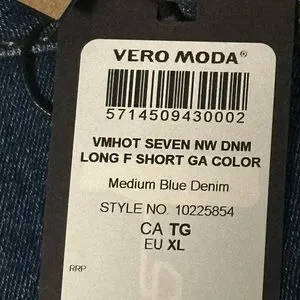 VERO MODA®
5714509430002
VMHOT SEVEN NW DNM
LONG F SHORT GA COLOR
Medium Blue Denim
STYLE NO. 10225854
CA TG
EU XL
RRP